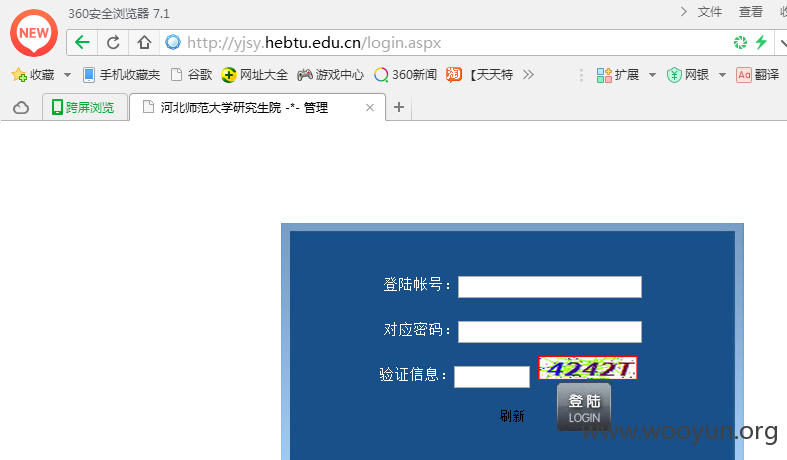 360安全浏览器 7.1
文件 查看
NEW
http://yjsy.hebtu.edu.cn/login.aspx
收藏 手机收藏夹 谷歌 网址大全 游戏中心 360新闻 淘 【天天特 扩展 网银 Aa 翻译
跨屏浏览 河北师范大学研究生院 -*- 管理
登陆帐号：
对应密码：
验证信息： 4242T
刷新 登陆
LOGIN
www.wooyun.org